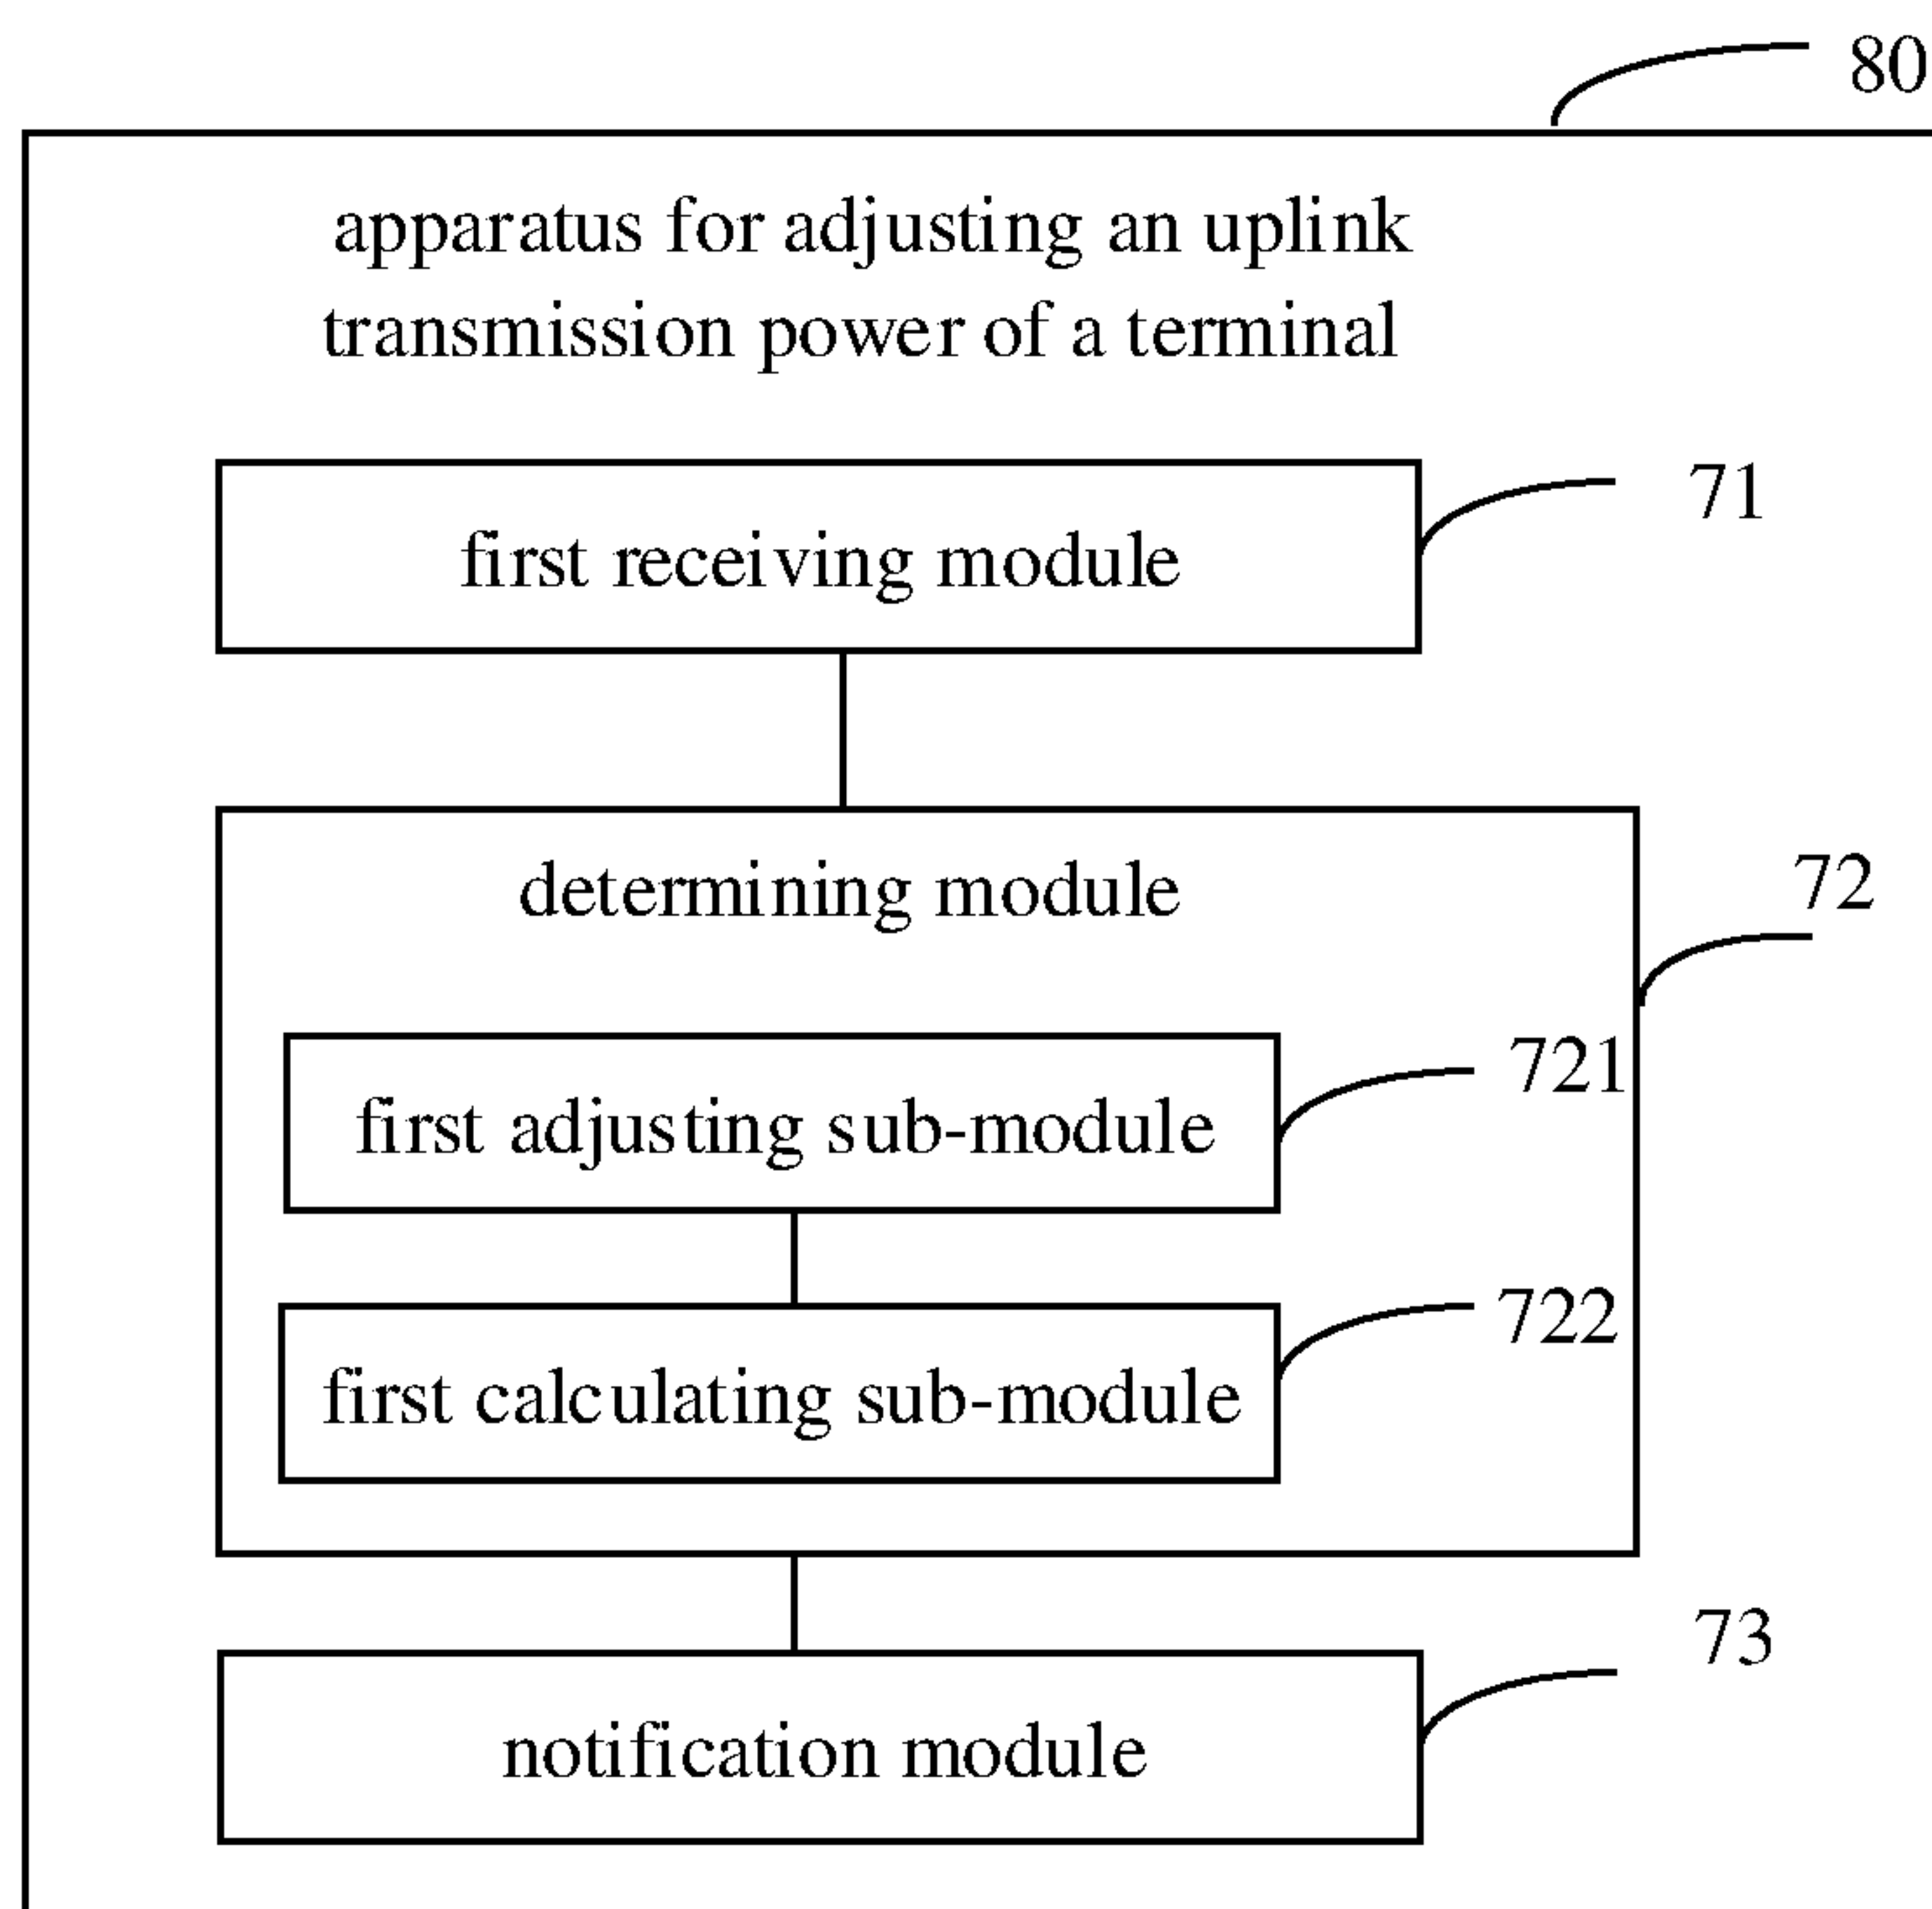 80
apparatus for adjusting an uplink
transmission power of a terminal
71
first receiving module
determining module
72
721
first adjusting sub-module
722
first calculating sub-module
73
notification module